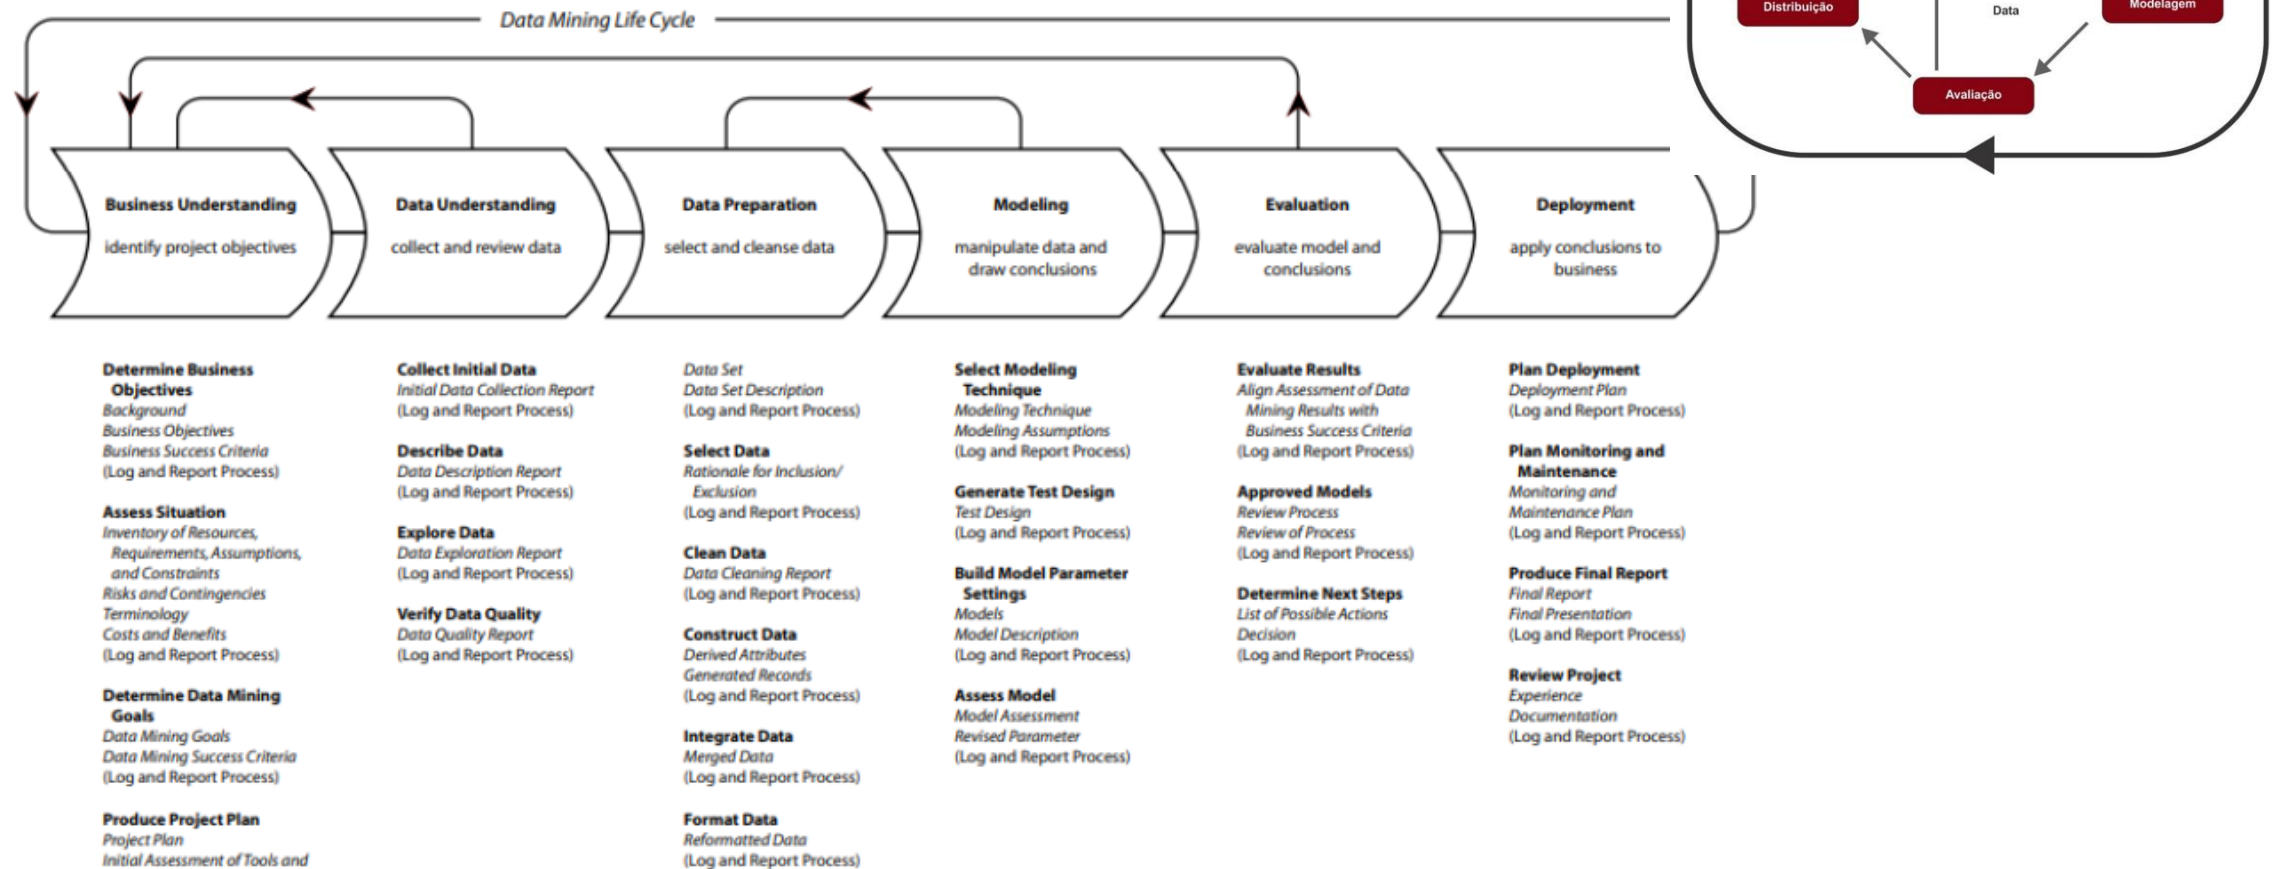 Data Mining Life Cycle
Distribuição
Data
Modelagem
Avaliação
Business Understanding
identify project objectives
Data Understanding
collect and review data
Data Preparation
select and cleanse data
Modeling
manipulate data and
draw conclusions
Evaluation
evaluate model and
conclusions
Deployment
apply conclusions to
business
Determine Business
Objectives
Background
Business Objectives
Business Success Criteria
(Log and Report Process)
Assess Situation
Inventory of Resources,
Requirements, Assumptions,
and Constraints
Risks and Contingencies
Terminology
Costs and Benefits
(Log and Report Process)
Determine Data Mining
Goals
Data Mining Goals
Data Mining Success Criteria
(Log and Report Process)
Produce Project Plan
Project Plan
Initial Assessment of Tools and
Collect Initial Data
Initial Data Collection Report
(Log and Report Process)
Describe Data
Data Description Report
(Log and Report Process)
Explore Data
Data Exploration Report
(Log and Report Process)
Verify Data Quality
Data Quality Report
(Log and Report Process)
Data Set
Data Set Description
(Log and Report Process)
Select Data
Rationale for Inclusion/
Exclusion
(Log and Report Process)
Clean Data
Data Cleaning Report
(Log and Report Process)
Construct Data
Derived Attributes
Generated Records
(Log and Report Process)
Integrate Data
Merged Data
(Log and Report Process)
Format Data
Reformatted Data
(Log and Report Process)
Select Modeling
Technique
Modeling Technique
Modeling Assumptions
(Log and Report Process)
Generate Test Design
Test Design
(Log and Report Process)
Build Model Parameter
Settings
Models
Model Description
(Log and Report Process)
Assess Model
Model Assessment
Revised Parameter
(Log and Report Process)
Evaluate Results
Align Assessment of Data
Mining Results with
Business Success Criteria
(Log and Report Process)
Approved Models
Review Process
Review of Process
(Log and Report Process)
Determine Next Steps
List of Possible Actions
Decision
(Log and Report Process)
Plan Deployment
Deployment Plan
(Log and Report Process)
Plan Monitoring and
Maintenance
Monitoring and
Maintenance Plan
(Log and Report Process)
Produce Final Report
Final Report
Final Presentation
(Log and Report Process)
Review Project
Experience
Documentation
(Log and Report Process)